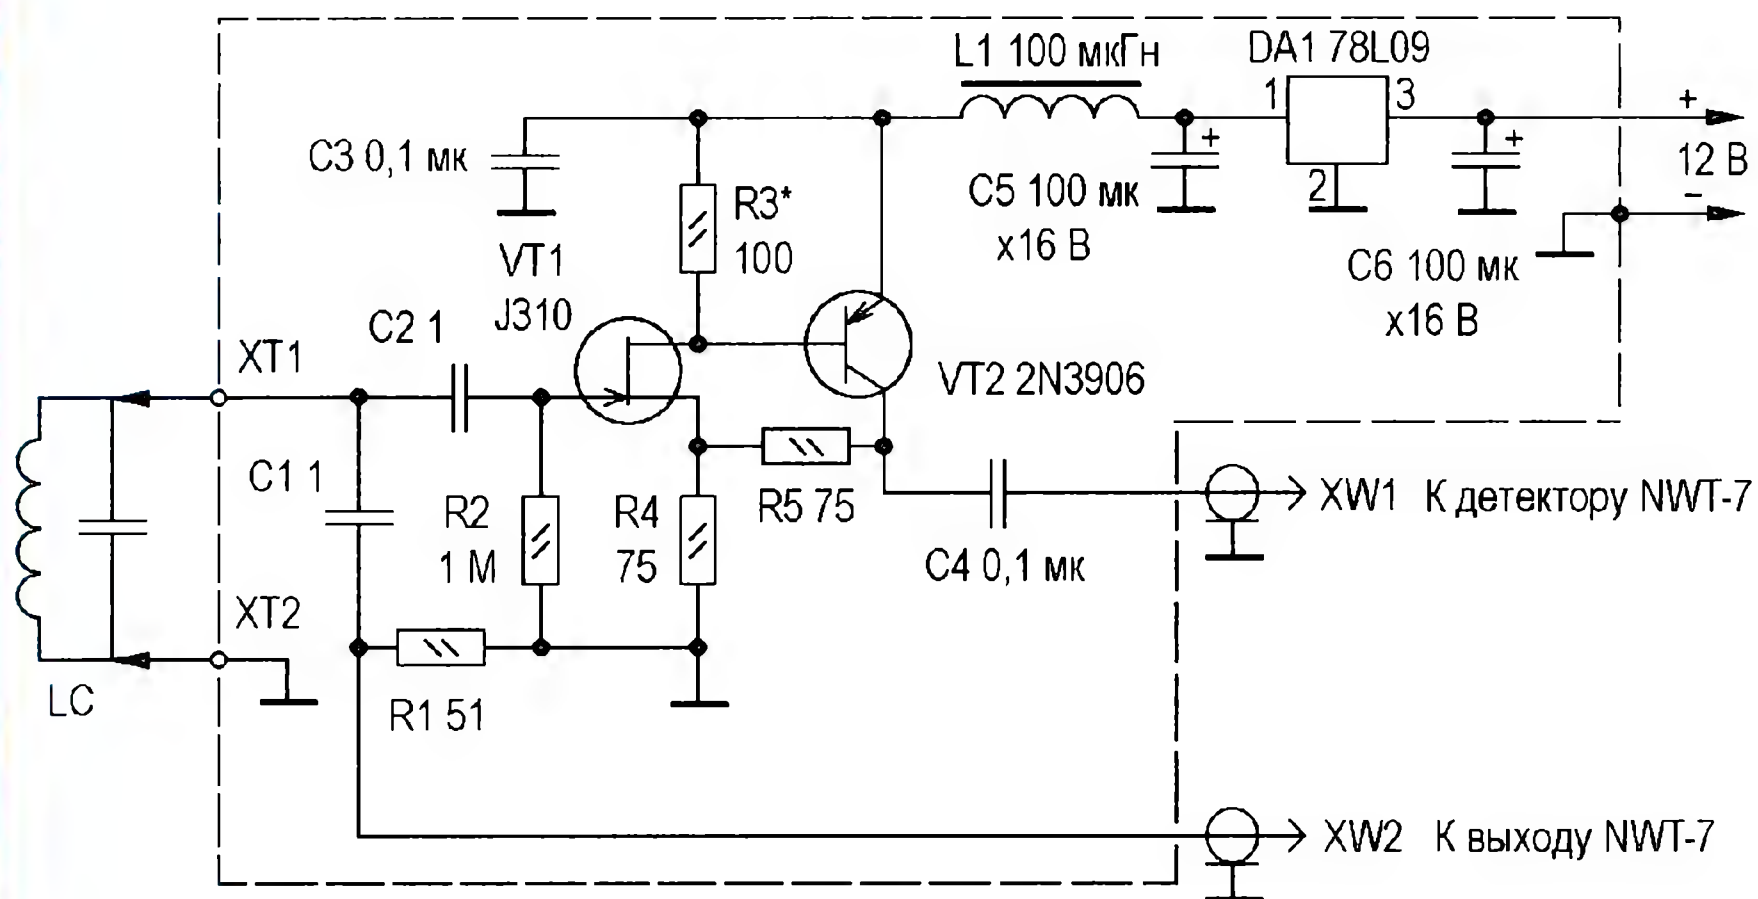 L1 100 мкГн
DA1 78L09
1
3
2
+
12 В
−
C3 0,1 мк
R3*
100
+
C5 100 мк
x16 В
+
C6 100 мк
x16 В
VT1
J310
C2 1
XT1
VT2 2N3906
C1 1
R2
1 М
R4
75
R5 75
C4 0,1 мк
XW1 К детектору NWT-7
XT2
LC
R1 51
XW2 К выходу NWT-7